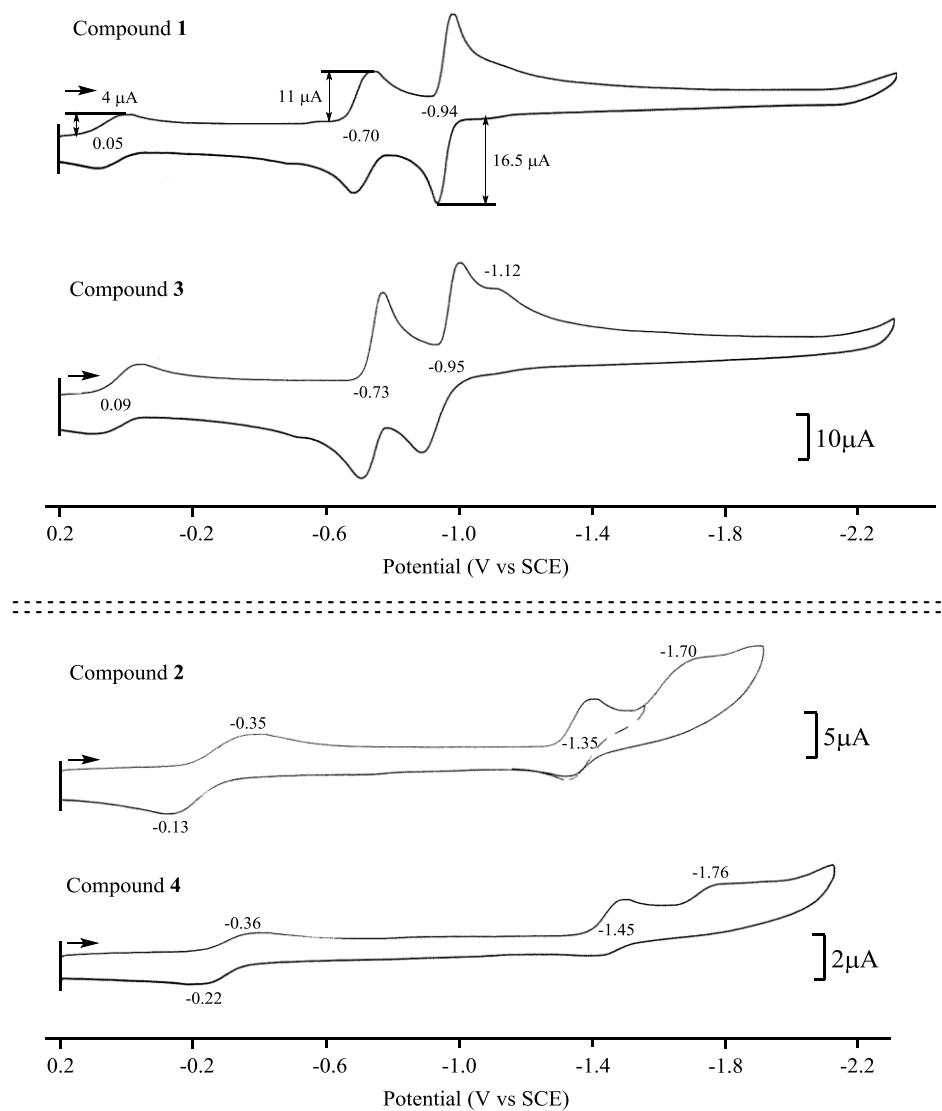 Compound 1
4 μA
11 μA
0.05
-0.70
-0.94
16.5 μA
Compound 3
-1.12
0.09
-0.73
-0.95
10μA
0.2 -0.2 -0.6 -1.0 -1.4 -1.8 -2.2
Potential (V vs SCE)
Compound 2
-0.35
-1.70
-1.35
5μA
-0.13
Compound 4
-0.36
-1.76
-1.45
2μA
-0.22
0.2 -0.2 -0.6 -1.0 -1.4 -1.8 -2.2
Potential (V vs SCE)